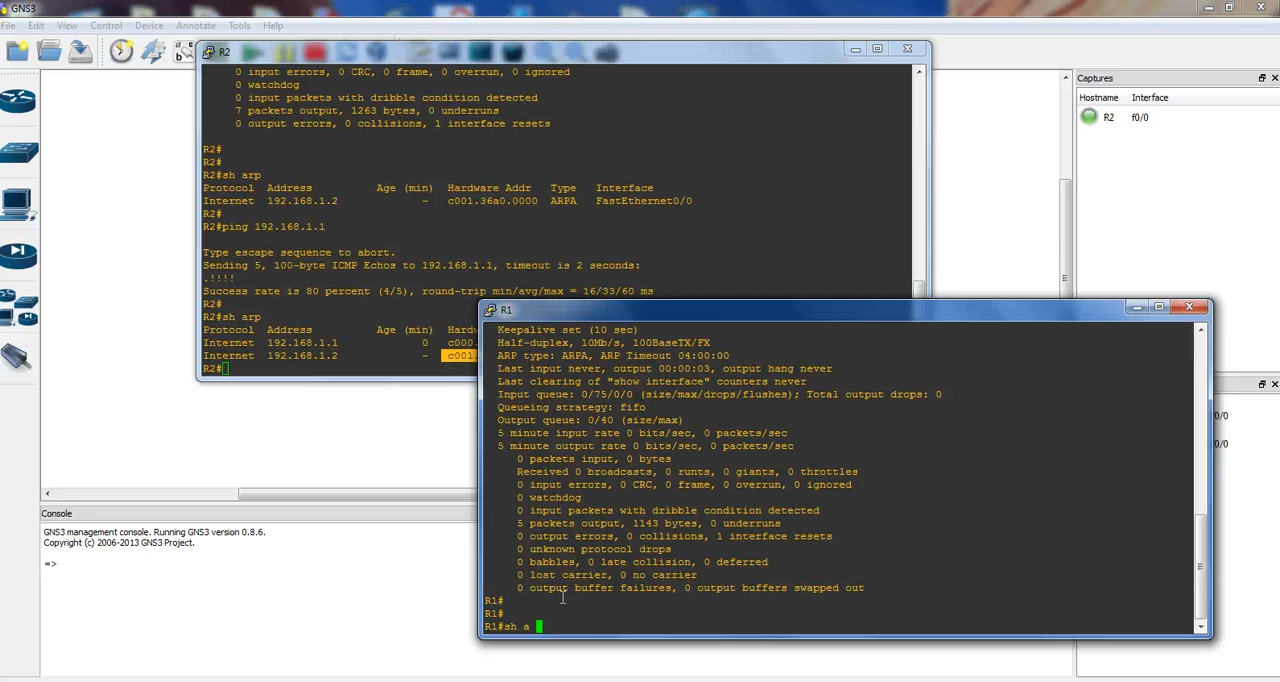 GNS3
File Edit View Control Device Annotate Tools Help
R2
0 input errors, 0 CRC, 0 frame, 0 overrun, 0 ignored
0 watchdog
0 input packets with dribble condition detected
7 packets output, 1263 bytes, 0 underruns
0 output errors, 0 collisions, 1 interface resets
R2#
R2#
R2#sh arp
Protocol Address Age (min) Hardware Addr Type Interface
Internet 192.168.1.2 - c001.36a0.0000 ARPA FastEthernet0/0
R2#
R2#ping 192.168.1.1
Type escape sequence to abort.
Sending 5, 100-byte ICMP Echos to 192.168.1.1, timeout is 2 seconds:
.!!!!
Success rate is 80 percent (4/5), round-trip min/avg/max = 16/33/60 ms
R2#
R2#sh arp
Protocol Address Age (min) Hardw
Internet 192.168.1.1 0 c000.
Internet 192.168.1.2 - c001.
R2#
R1
Keepalive set (10 sec)
Half-duplex, 10Mb/s, 100BaseTX/FX
ARP type: ARPA, ARP Timeout 04:00:00
Last input never, output 00:00:03, output hang never
Last clearing of "show interface" counters never
Input queue: 0/75/0/0 (size/max/drops/flushes); Total output drops: 0
Queueing strategy: fifo
Output queue: 0/40 (size/max)
5 minute input rate 0 bits/sec, 0 packets/sec
5 minute output rate 0 bits/sec, 0 packets/sec
0 packets input, 0 bytes
Received 0 broadcasts, 0 runts, 0 giants, 0 throttles
0 input errors, 0 CRC, 0 frame, 0 overrun, 0 ignored
0 watchdog
0 input packets with dribble condition detected
5 packets output, 1143 bytes, 0 underruns
0 output errors, 0 collisions, 1 interface resets
0 unknown protocol drops
0 babbles, 0 late collision, 0 deferred
0 lost carrier, 0 no carrier
0 output buffer failures, 0 output buffers swapped out
R1#
R1#
R1#sh a
Captures
Hostname Interface
R2 f0/0
0/0
0/0
Console
GNS3 management console. Running GNS3 version 0.8.6.
Copyright (c) 2006-2013 GNS3 Project.
=>